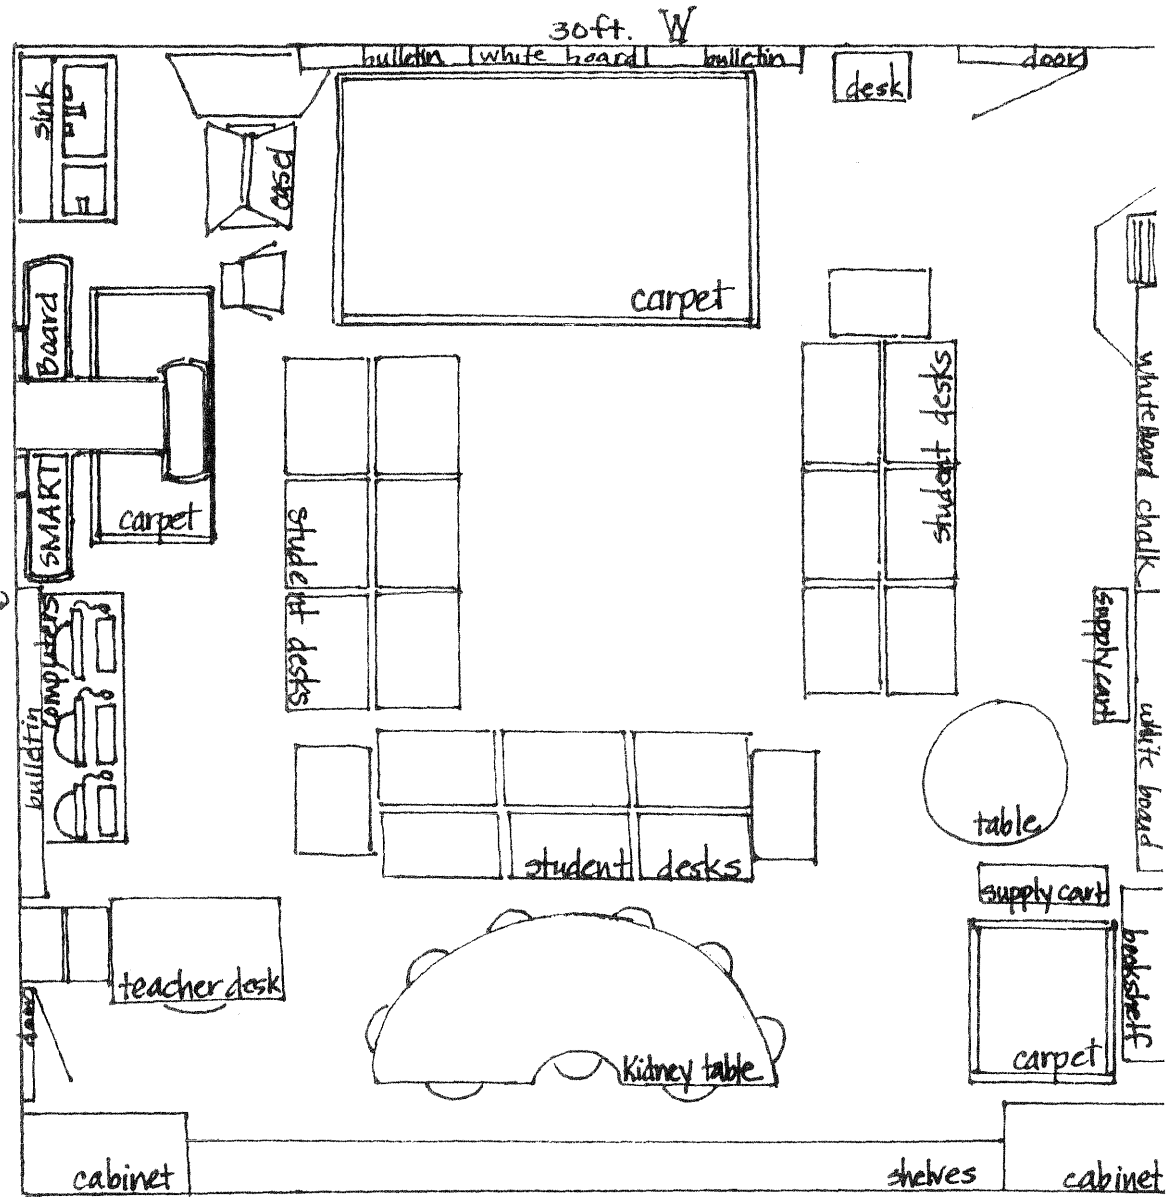 30ft. W
bulletin
white board
bulletin
desk
door
sink
easel
carpet
Board
SMART
carpet
student desks
student desks
whiteboard chalk
supply cart
white board
computers
bulletin
table
student desks
supply cart
teacher desk
door
bookshelf
carpet
Kidney table
cabinet
shelves
cabinet